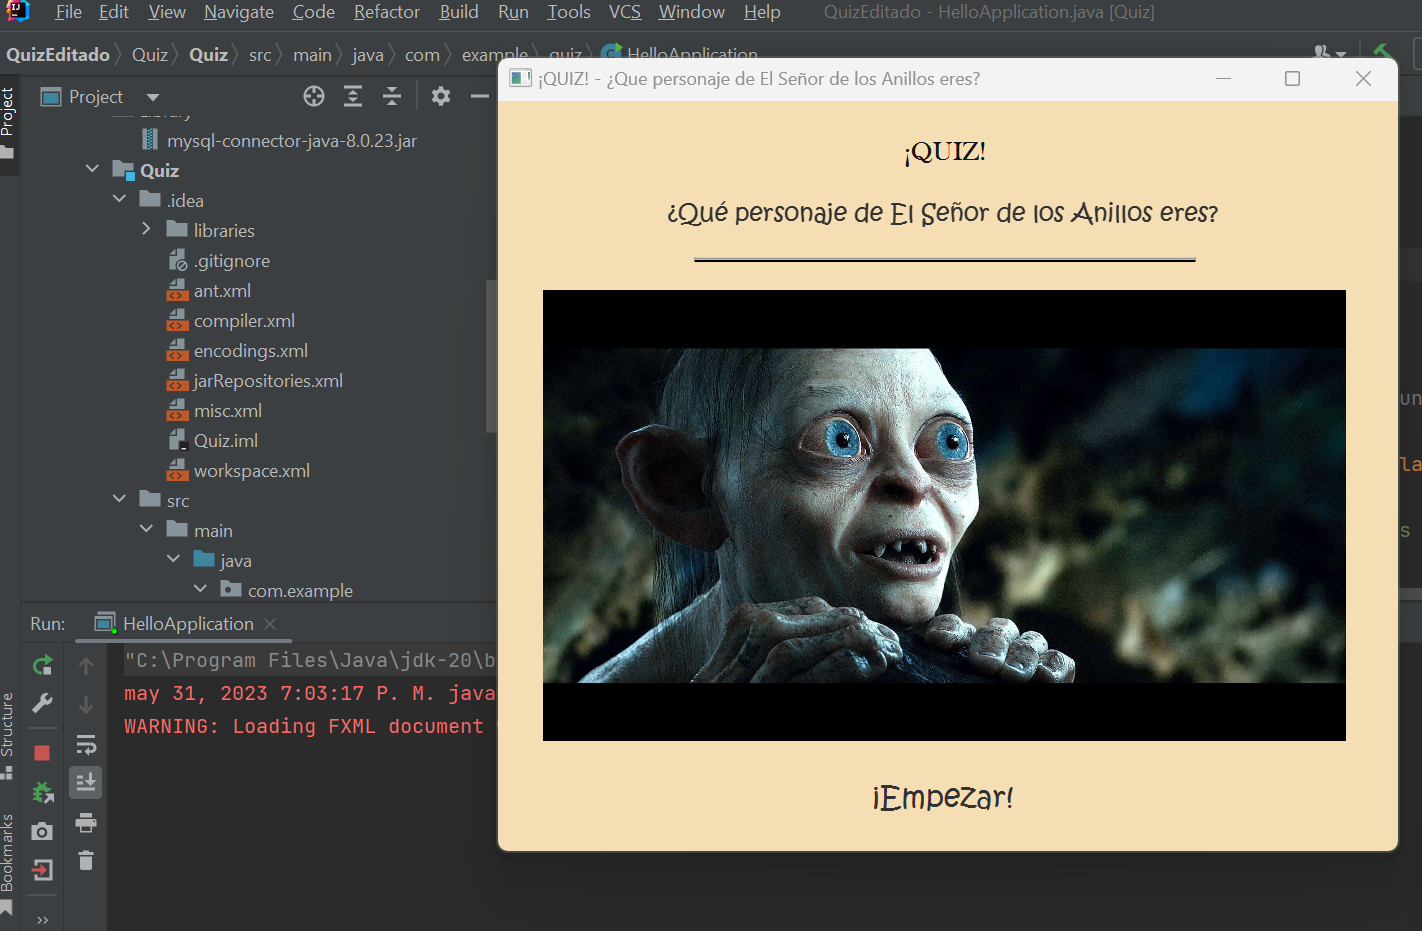 File Edit View Navigate Code Refactor Build Run Tools VCS Window Help QuizEditado - HelloApplication.java [Quiz]
QuizEditado Quiz Quiz src main java com example quiz HelloApplication
Project
Project
Library
mysql-connector-java-8.0.23.jar
Quiz
.idea
libraries
.gitignore
ant.xml
compiler.xml
encodings.xml
jarRepositories.xml
misc.xml
Quiz.iml
workspace.xml
src
main
java
com.example
¡QUIZ! - ¿Que personaje de El Señor de los Anillos eres?
¡QUIZ!
¿Qué personaje de El Señor de los Anillos eres?
¡Empezar!
un
la
s
Run: HelloApplication
"C:\Program Files\Java\jdk-20\b
may 31, 2023 7:03:17 P. M. java
WARNING: Loading FXML document
Structure
Bookmarks